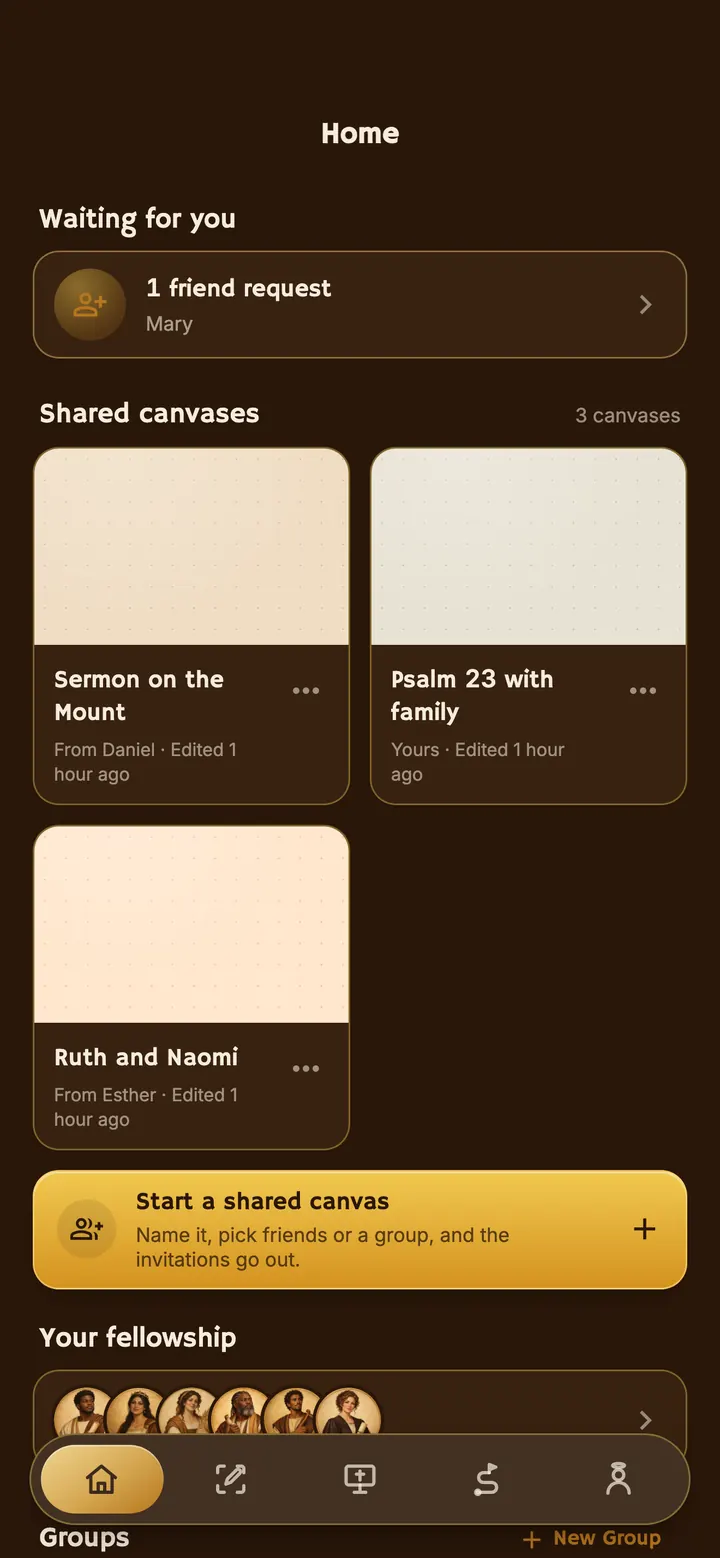 Home
Waiting for you
1 friend request
Mary
Shared canvases
3 canvases
Sermon on the
Mount
From Daniel · Edited 1
hour ago
Psalm 23 with
family
Yours · Edited 1 hour
ago
Ruth and Naomi
From Esther · Edited 1
hour ago
Start a shared canvas
Name it, pick friends or a group, and the
invitations go out.
Your fellowship
Groups
New Group